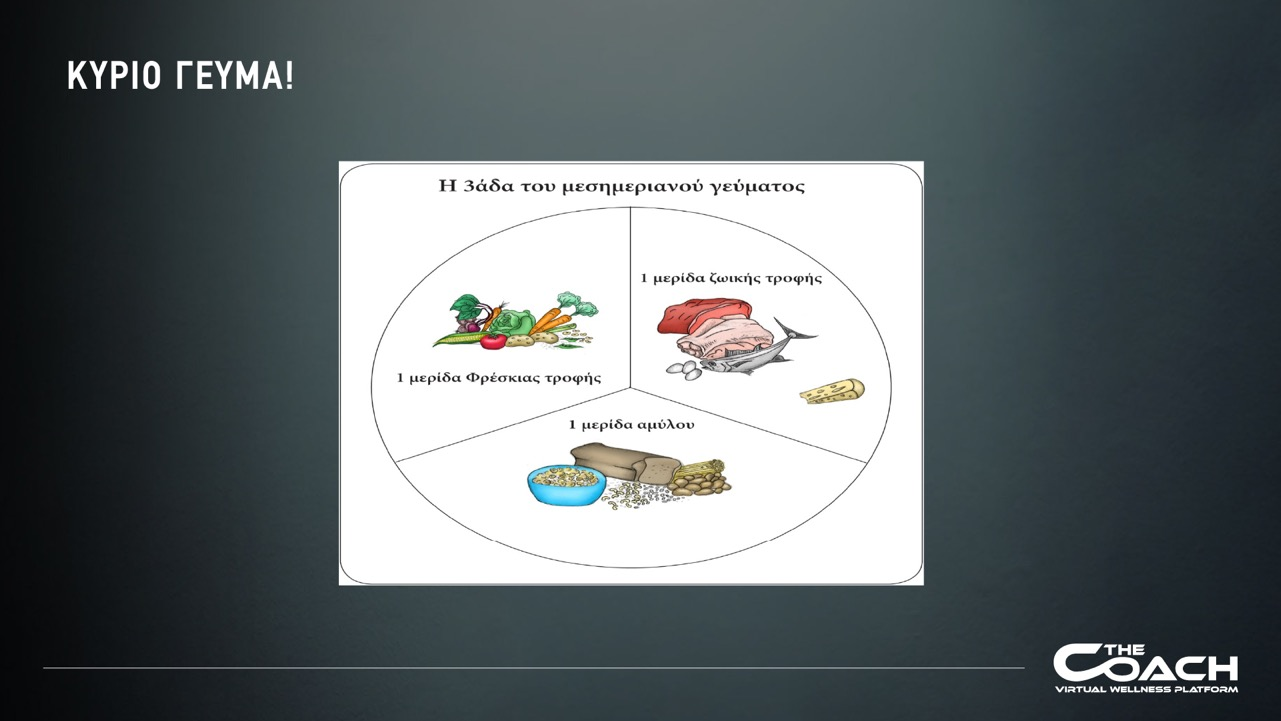 ΚΥΡΙΟ ΓΕΥΜΑ!
Η 3άδα του μεσημεριανού γεύματος
1 μερίδα ζωικής τροφής
1 μερίδα Φρέσκιας τροφής
1 μερίδα αμύλου
THE
COACH
VIRTUAL WELLNESS PLATFORM